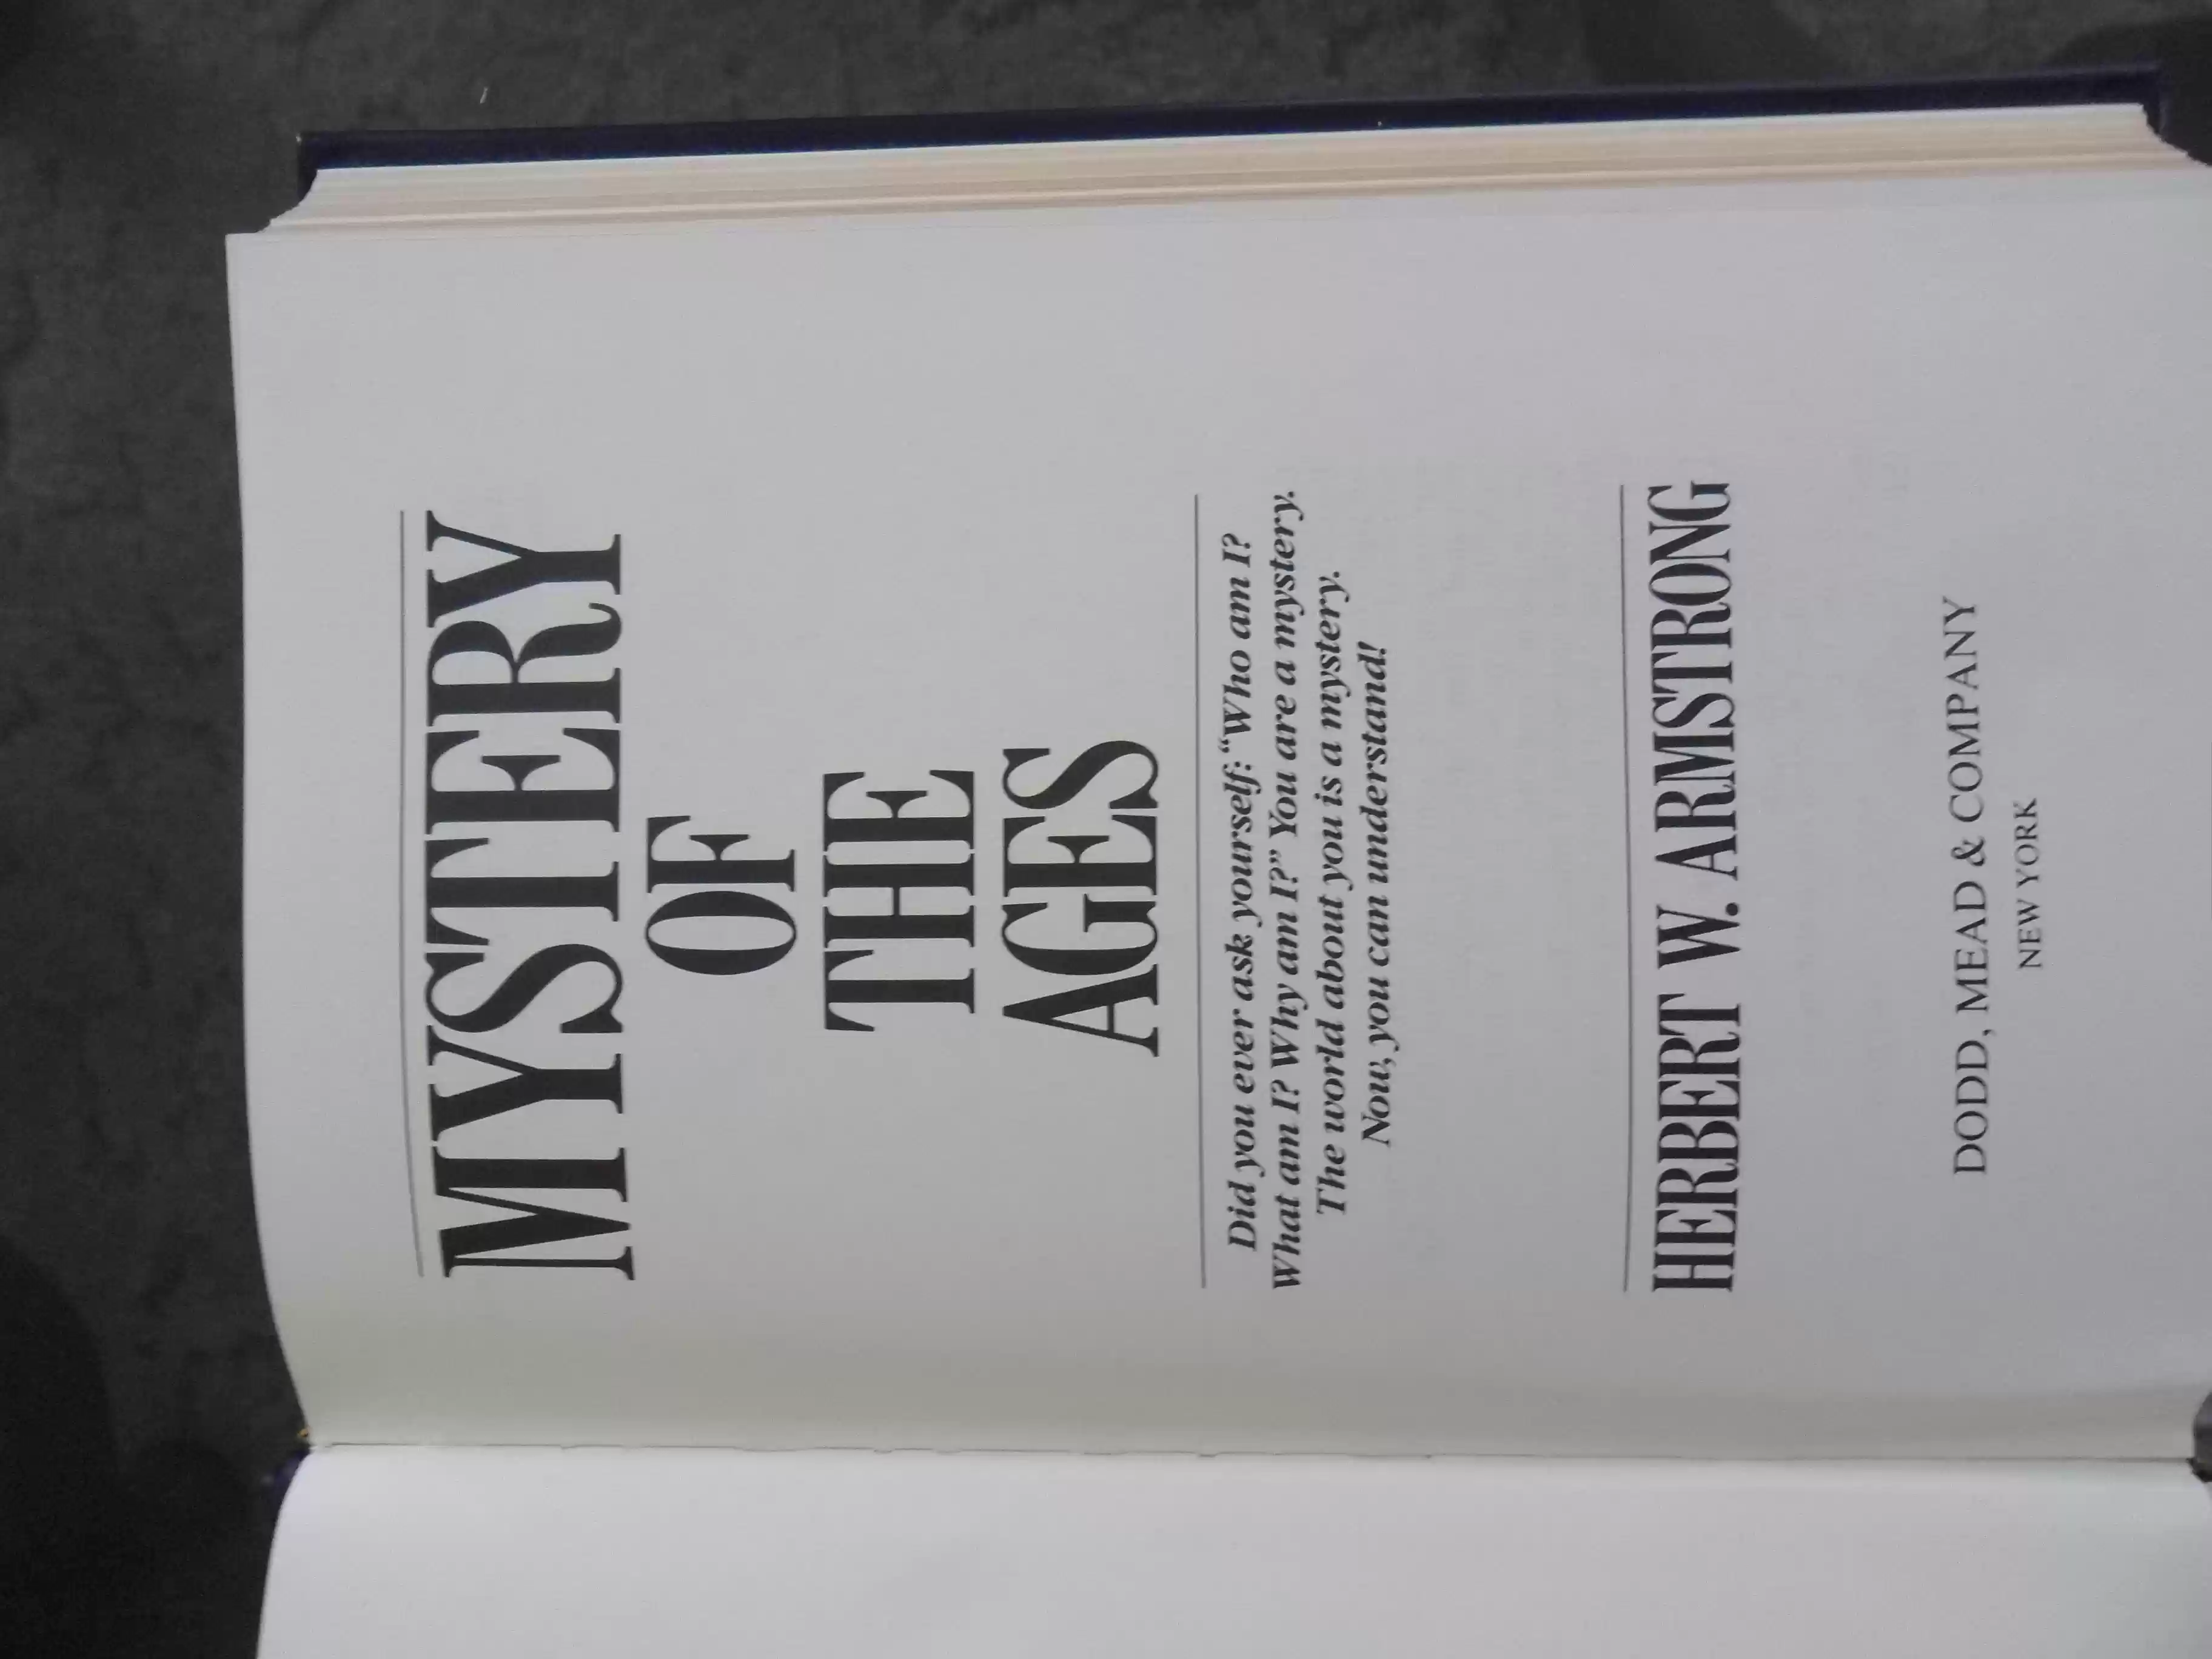 MYSTERY
OF
THE
AGES
Did you ever ask yourself: “Who am I?
What am I? Why am I?” You are a mystery.
The world about you is a mystery.
Now, you can understand!
HERBERT W. ARMSTRONG
DODD, MEAD & COMPANY
NEW YORK